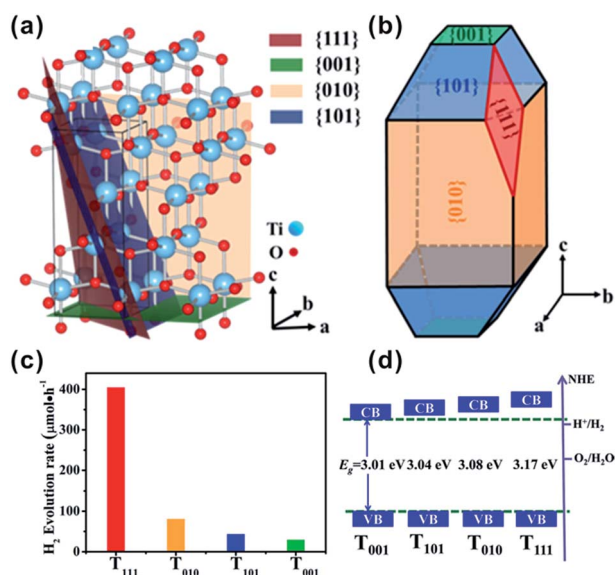 (a)
{111}
{001}
{010}
{101}
Ti
O
c
b
a
(b)
{001}
{101}
{111}
{010}
c
b
a
(c)
H2 Evolution rate (μmol•h-1)
400
300
200
100
0
T111
T010
T101
T001
(d)
NHE
CB CB CB CB
H+/H2
O2/H2O
Eg=3.01 eV 3.04 eV 3.08 eV 3.17 eV
VB VB VB VB
T001 T101 T010 T111